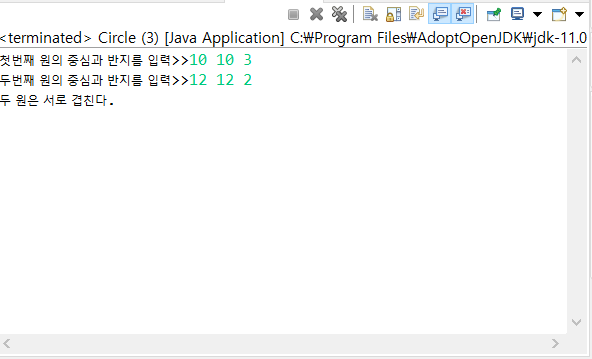 <terminated> Circle (3) [Java Application] C:₩Program Files₩AdoptOpenJDK₩jdk-11.0
첫번째 원의 중심과 반지름 입력>>10 10 3
두번째 원의 중심과 반지름 입력>>12 12 2
두 원은 서로 겹친다.